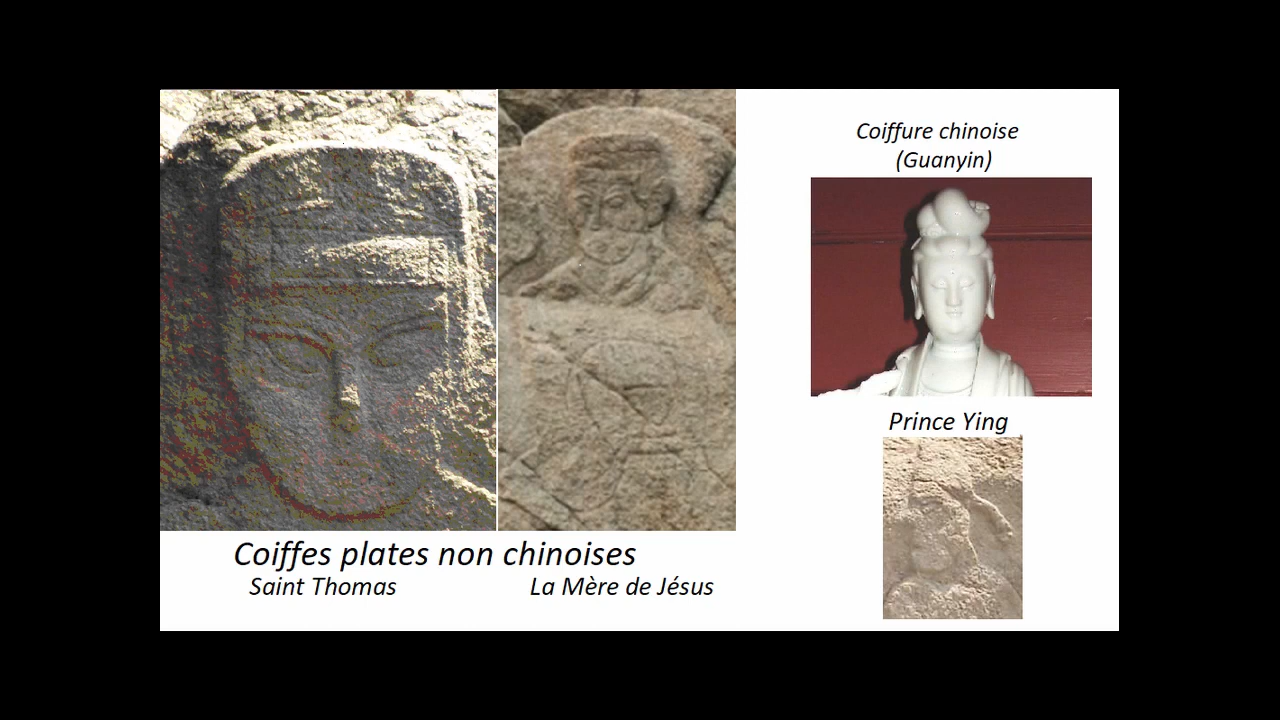 Coiffes plates non chinoises
Saint Thomas
La Mère de Jésus
Coiffure chinoise
(Guanyin)
Prince Ying